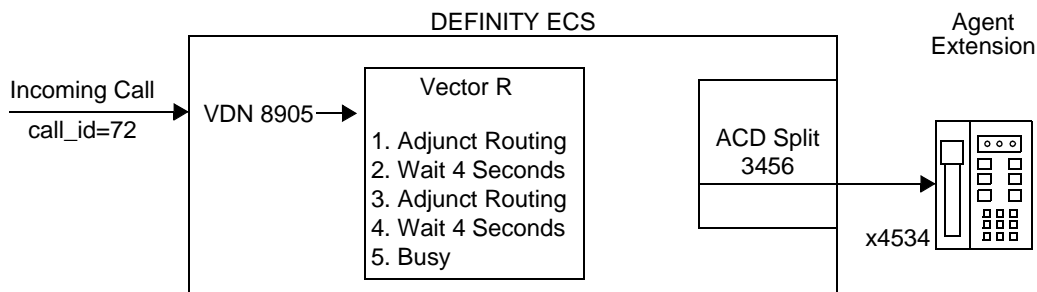 DEFINITY ECS
Agent
Extension
Incoming Call
call_id=72
VDN 8905
Vector R
1. Adjunct Routing
2. Wait 4 Seconds
3. Adjunct Routing
4. Wait 4 Seconds
5. Busy
ACD Split
3456
x4534